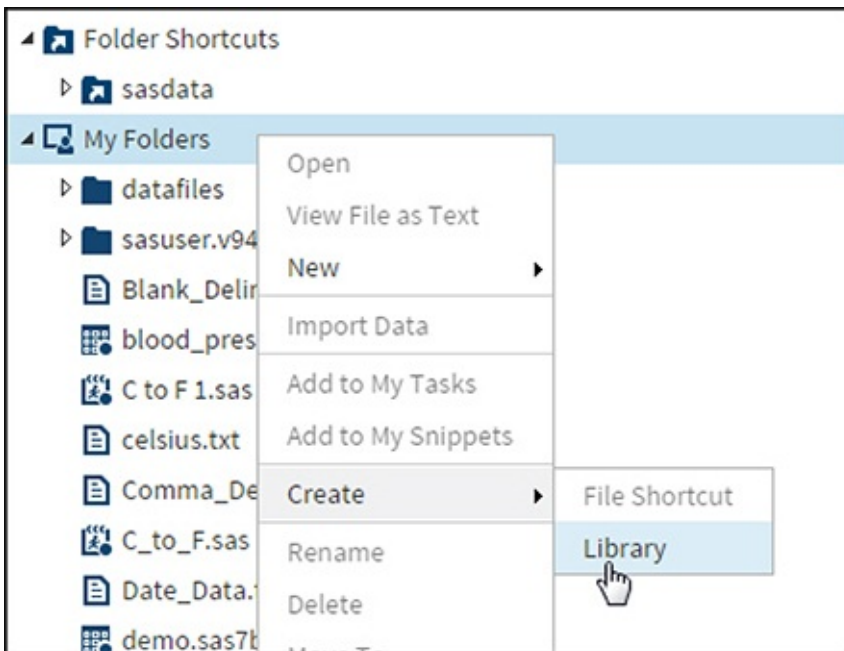 Folder Shortcuts
sasdata
My Folders
datafiles
sasuser.v94
Blank_Delin
blood_pres
C to F 1.sas
celsius.txt
Comma_De
C_to_F.sas
Date_Data.
demo.sas7b
Open
View File as Text
New
Import Data
Add to My Tasks
Add to My Snippets
Create
Rename
Delete
File Shortcut
Library